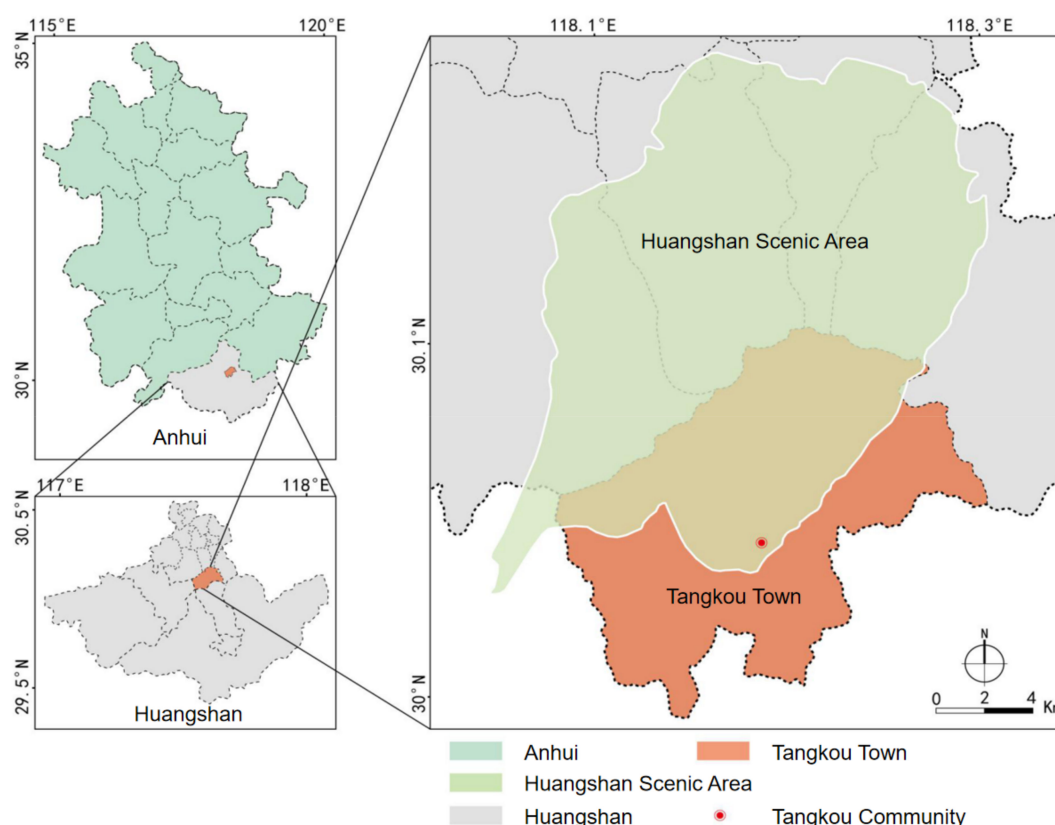 115°E
120°E
35°N
30°N
Anhui
117°E
118°E
30.5°N
29.5°N
Huangshan
118.1°E
118.3°E
30.1°N
30°N
Huangshan Scenic Area
Tangkou Town
N
0 2 4 Km
Anhui
Tangkou Town
Huangshan Scenic Area
Huangshan
Tangkou Community